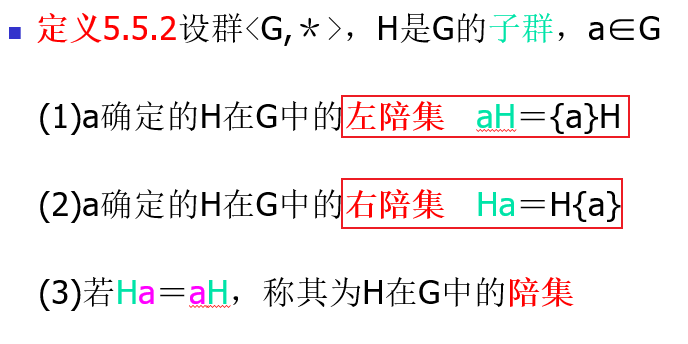 定义5.5.2设群<G,＊>，H是G的子群，a∈G
(1)a确定的H在G中的左陪集 aH＝{a}H
(2)a确定的H在G中的右陪集 Ha＝H{a}
(3)若Ha＝aH，称其为H在G中的陪集